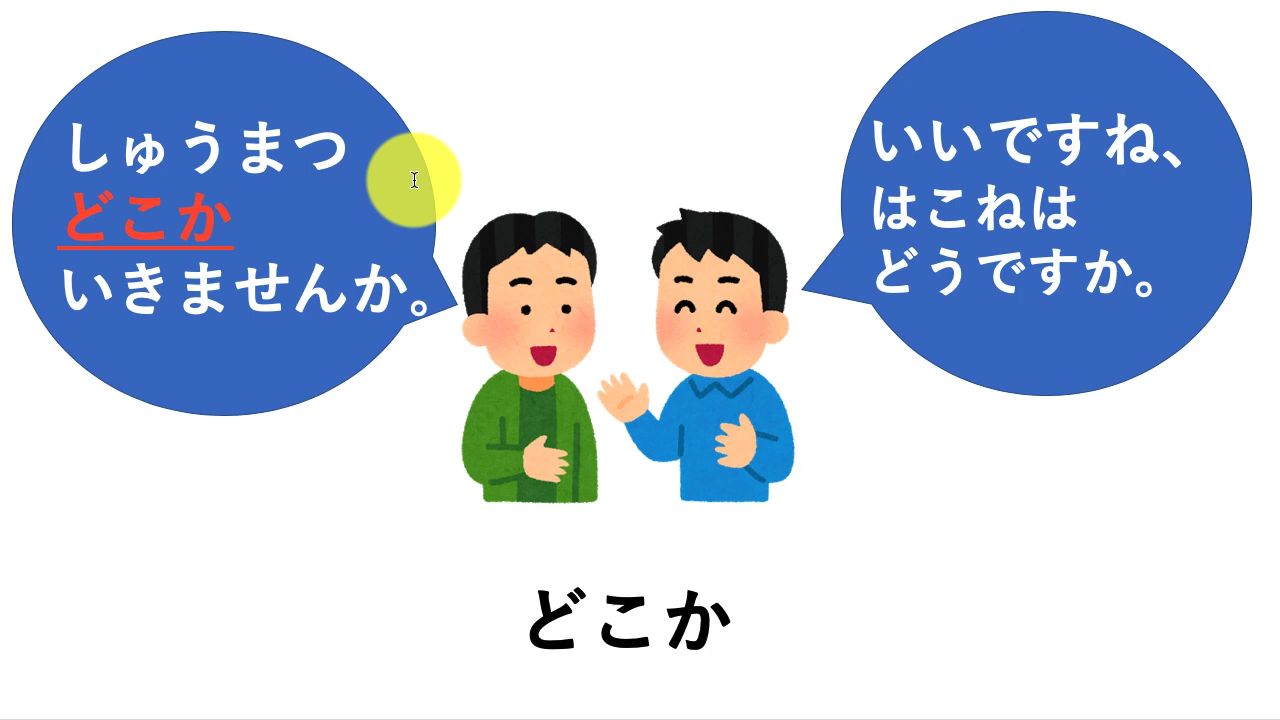 しゅうまつ
どこか
いきませんか。
いいですね、
はこねは
どうですか。
どこか